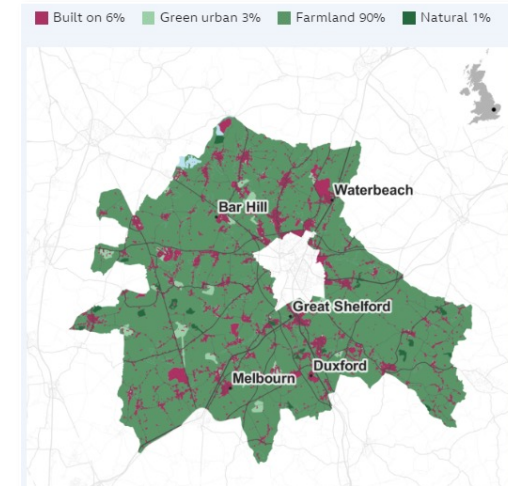 Built on 6% Green urban 3% Farmland 90% Natural 1%
Waterbeach
Bar Hill
Great Shelford
Duxford
Melbourn